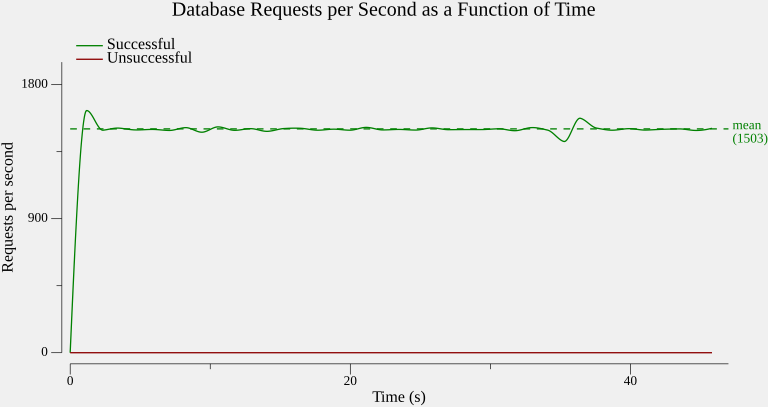 Database Requests per Second as a Function of Time
Successful
Unsuccessful
1800
mean
(1503)
Requests per second
900
0
0
20
40
Time (s)